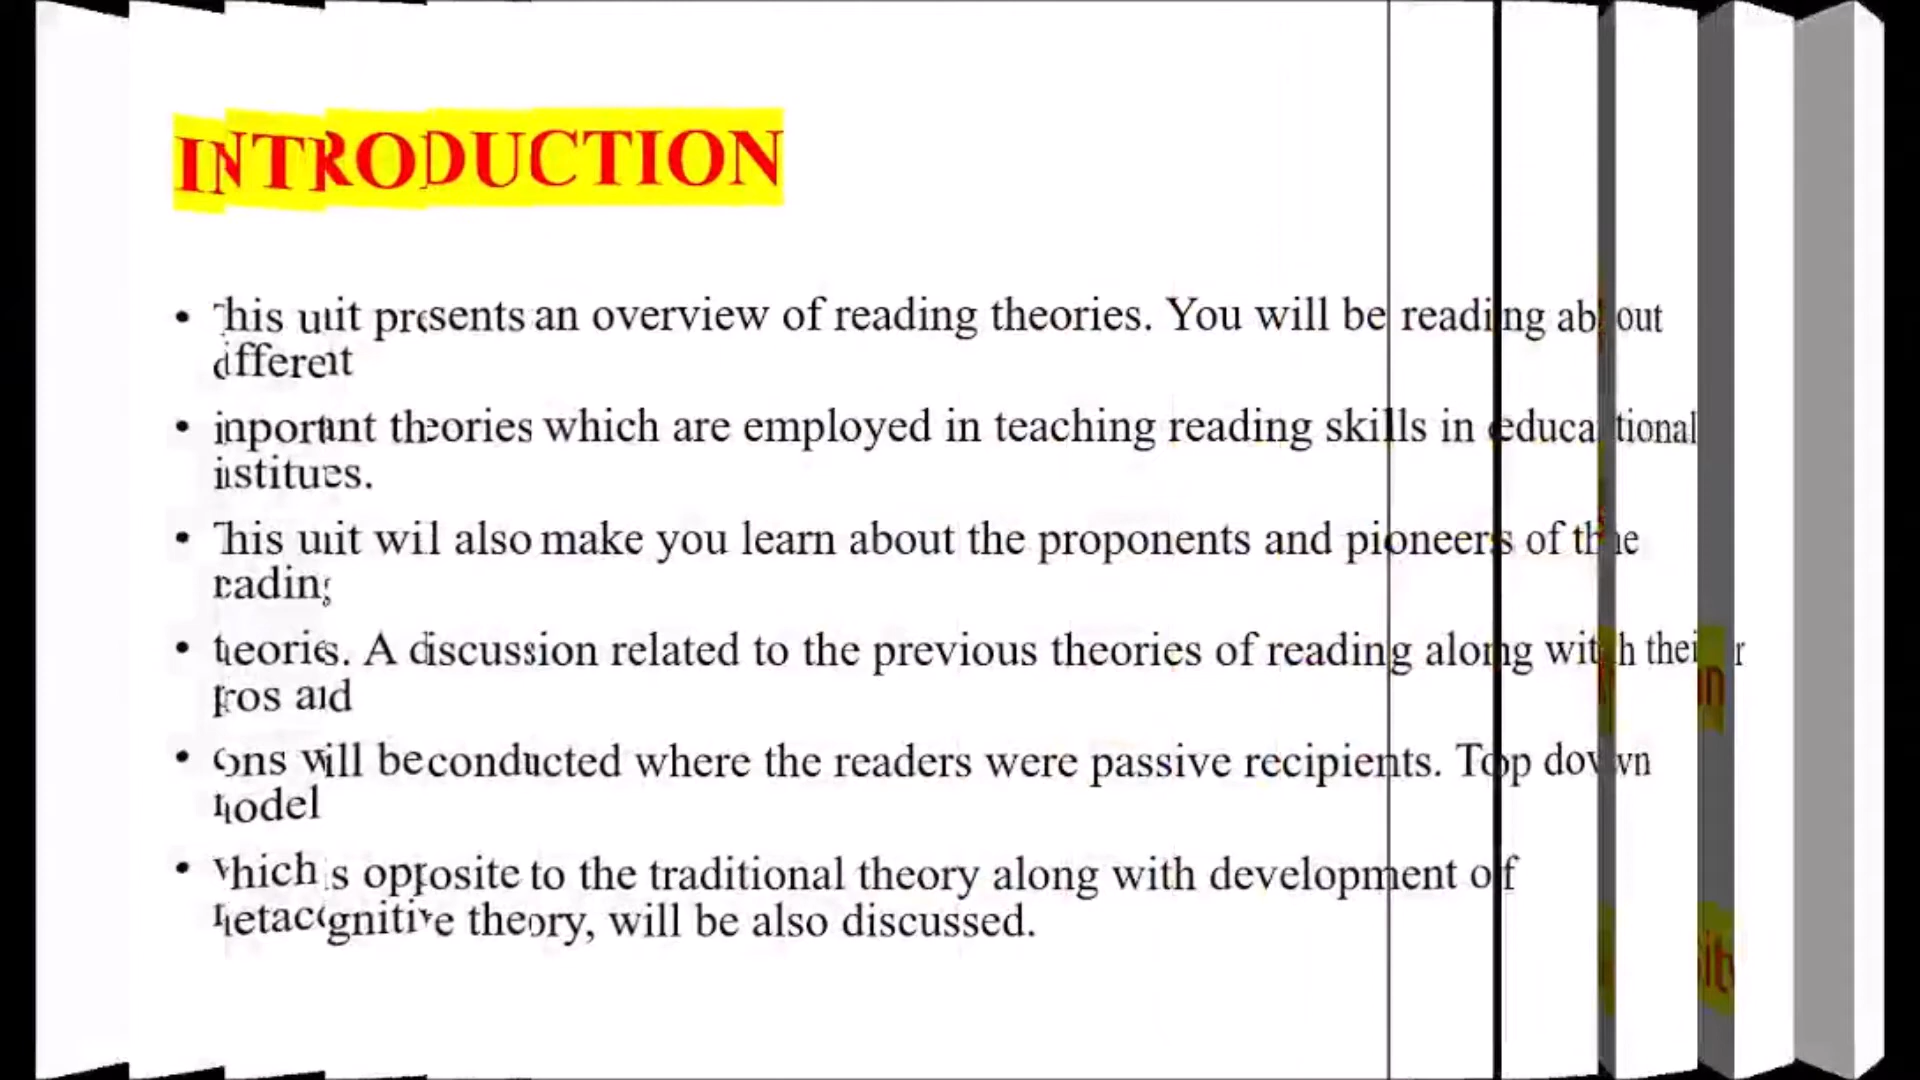 INTRODUCTION
• This unit presents an overview of reading theories. You will be reading about
different
• important theories which are employed in teaching reading skills in educational
institues.
• This unit will also make you learn about the proponents and pioneers of the
reading
• theories. A discussion related to the previous theories of reading along with their
pros and
• cons will be conducted where the readers were passive recipients. Top down
model
• which is opposite to the traditional theory along with development of
metacognitive theory, will be also discussed.